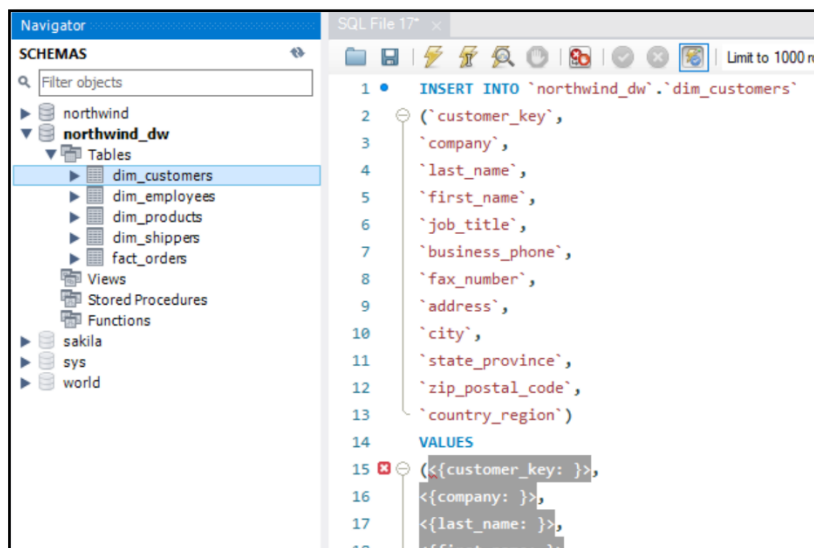 Navigator
SCHEMAS
Filter objects
northwind
northwind_dw
Tables
dim_customers
dim_employees
dim_products
dim_shippers
fact_orders
Views
Stored Procedures
Functions
sakila
sys
world
SQL File 17*
Limit to 1000
1 INSERT INTO `northwind_dw`.`dim_customers`
2 (`customer_key`,
3 `company`,
4 `last_name`,
5 `first_name`,
6 `job_title`,
7 `business_phone`,
8 `fax_number`,
9 `address`,
10 `city`,
11 `state_province`,
12 `zip_postal_code`,
13 `country_region`)
14 VALUES
15 (<{customer_key: }>,
16 <{company: }>,
17 <{last_name: }>,